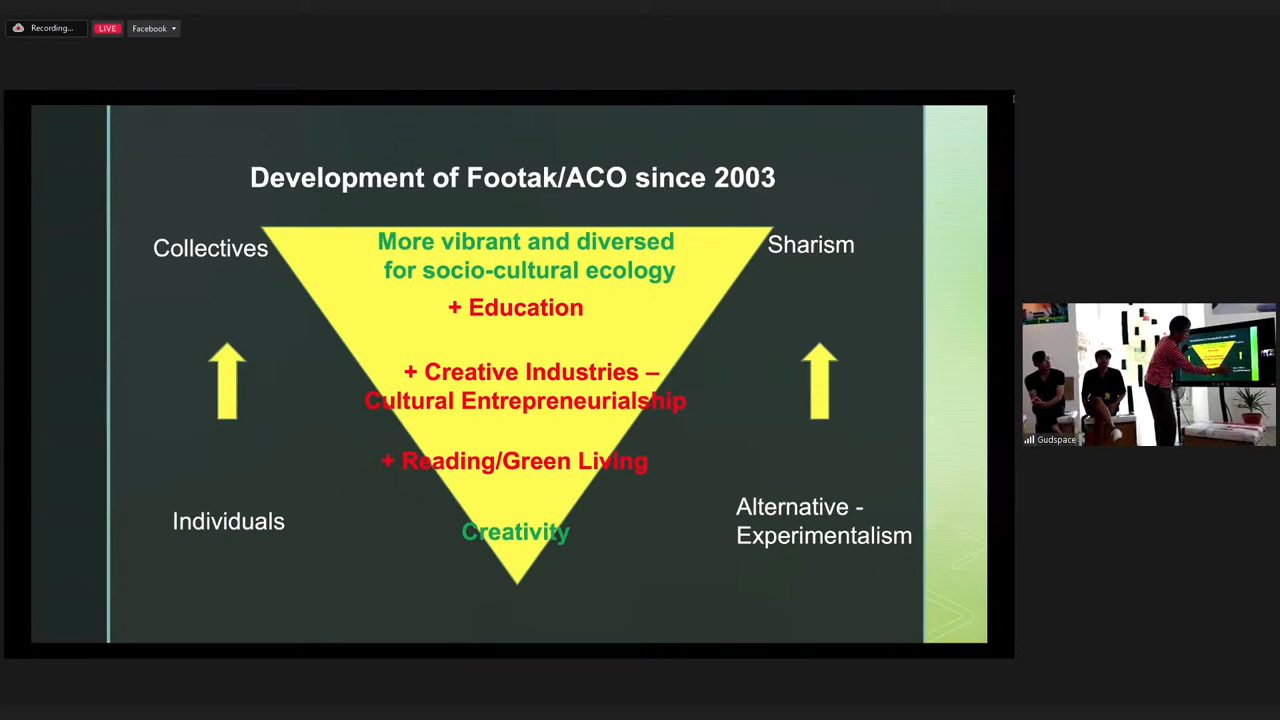 Recording...
LIVE
Facebook
Development of Footak/ACO since 2003
Collectives
More vibrant and diversed
for socio-cultural ecology
Sharism
+ Education
+ Creative Industries –
Cultural Entrepreneurialship
+ Reading/Green Living
Individuals
Creativity
Alternative -
Experimentalism
Gudspace